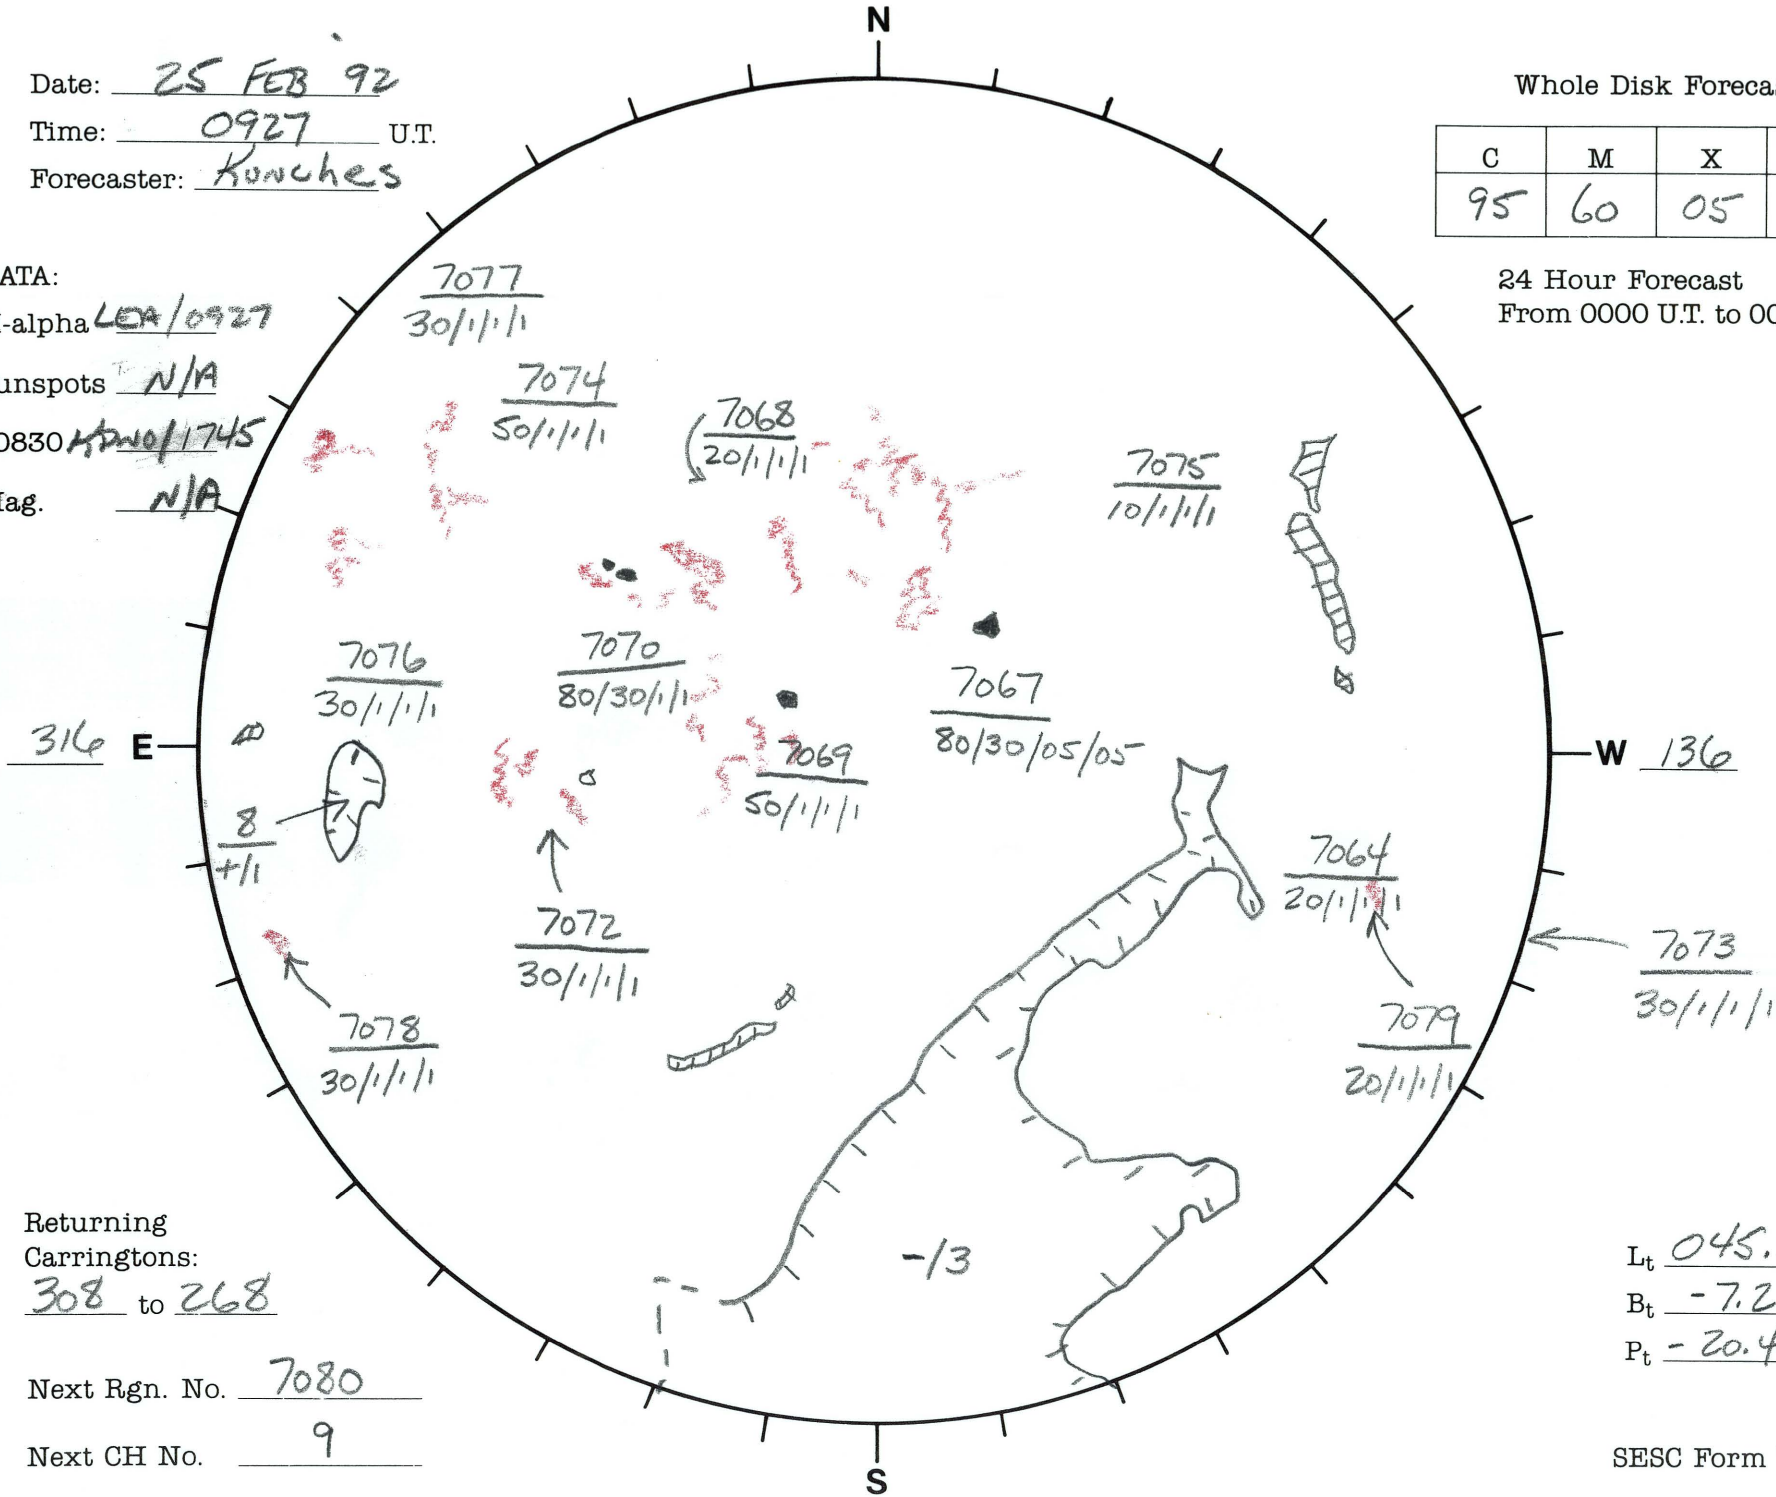 N
Date: 25 FEB 92
Time: 0927 U.T.
Forecaster: Kunches
Whole Disk Foreca
C M X
95 60 05
24 Hour Forecast
From 0000 U.T. to 00
ATA:
-alpha LEA/0927
unspots N/A
0830 KPNO/1745
ag. N/A
7077
30/1/1/1
7074
50/1/1/1
7068
20/1/1/1
7075
10/1/1/1
7076
30/1/1/1
7070
80/30/1/1
7067
80/30/05/05
7069
50/1/1/1
316 E
W 136
8
+/1
7064
20/1/1/1
7072
30/1/1/1
7073
30/1/1/1
7078
30/1/1/1
7079
20/1/1/1
-/3
Returning
Carringtons:
308 to 268
Next Rgn. No. 7080
Next CH No. 9
Lt 045.
Bt -7.2
Pt -20.4
S
SESC Form